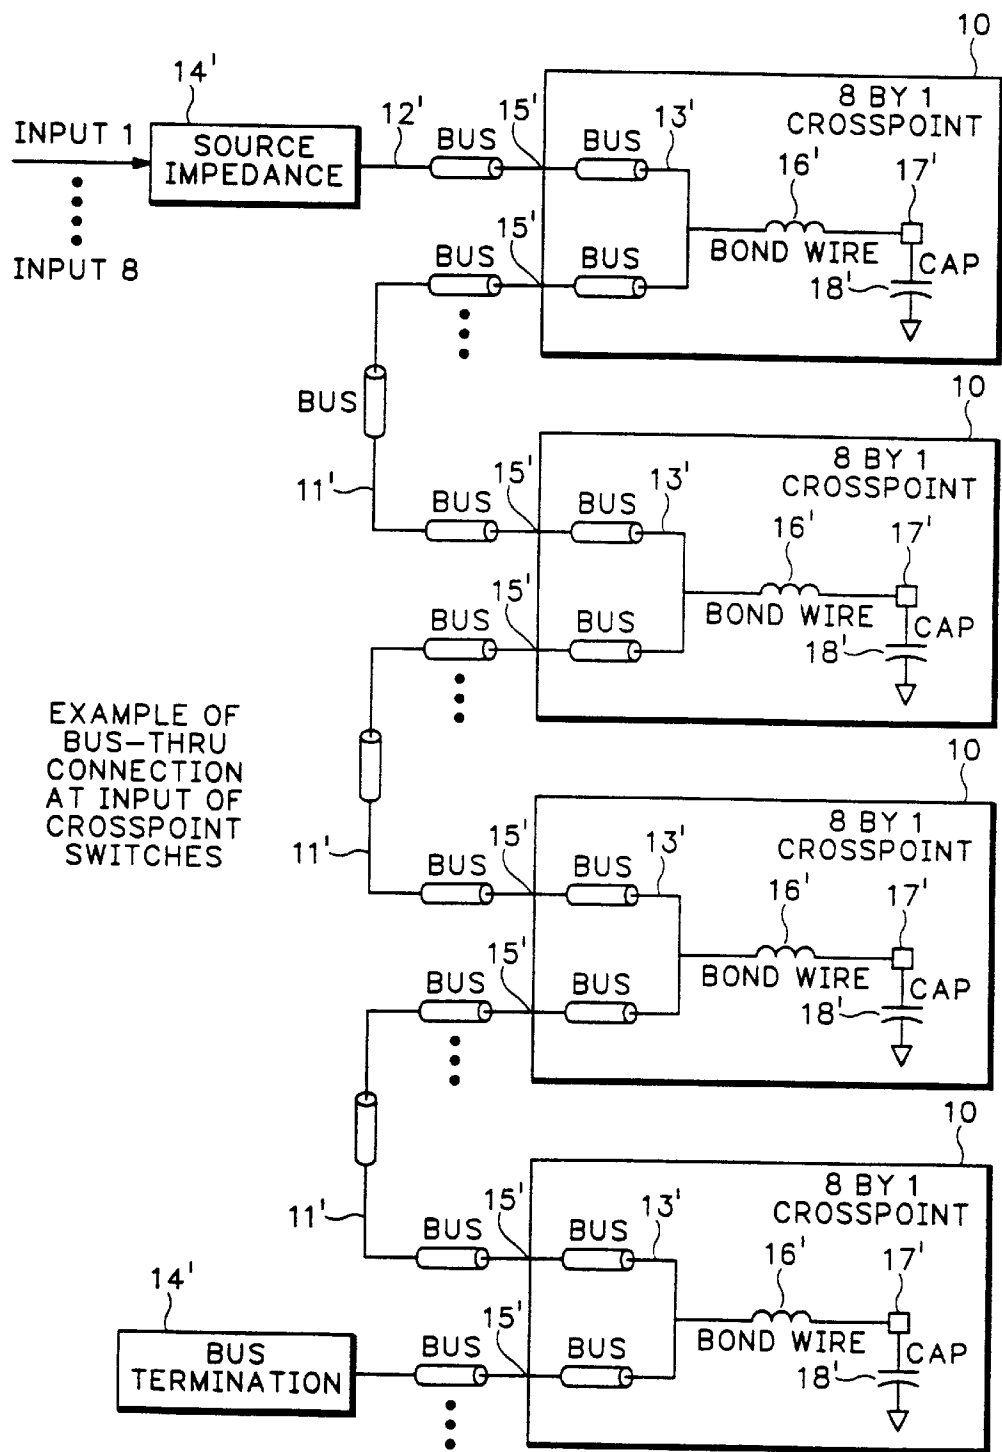 10
14'
8 BY 1
CROSSPOINT
INPUT 1
SOURCE
IMPEDANCE
12'
BUS
15'
BUS
13'
16'
17'
INPUT 8
BUS
15'
BUS
BOND WIRE
CAP
18'
BUS
10
8 BY 1
CROSSPOINT
11'
BUS
15'
BUS
13'
16'
17'
BUS
15'
BUS
BOND WIRE
CAP
18'
EXAMPLE OF
BUS-THRU
CONNECTION
AT INPUT OF
CROSSPOINT
SWITCHES
10
8 BY 1
CROSSPOINT
11'
BUS
15'
BUS
13'
16'
17'
BUS
15'
BUS
BOND WIRE
CAP
18'
10
8 BY 1
CROSSPOINT
11'
BUS
15'
BUS
13'
16'
17'
14'
BUS
TERMINATION
BUS
15'
BUS
BOND WIRE
CAP
18'